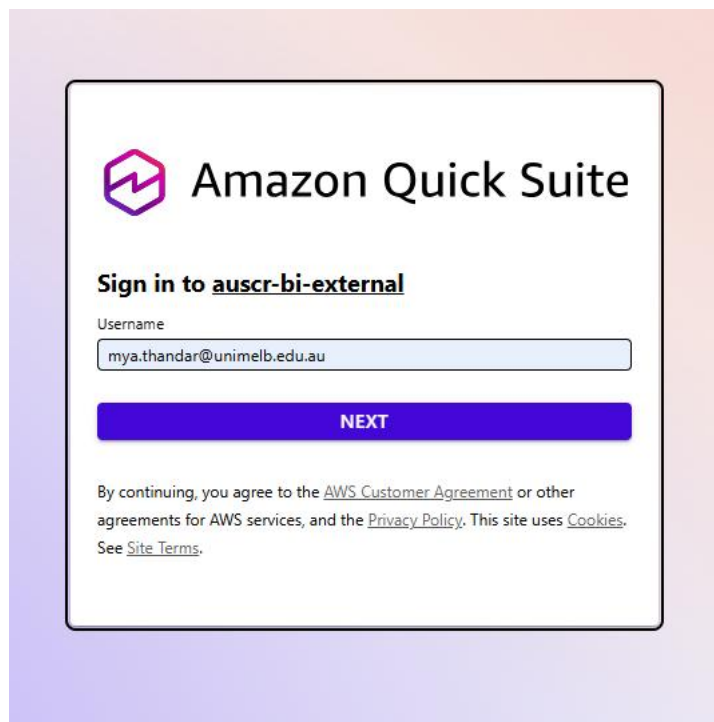 Amazon Quick Suite
Sign in to auscr-bi-external
Username
mya.thandar@unimelb.edu.au
NEXT
By continuing, you agree to the AWS Customer Agreement or other
agreements for AWS services, and the Privacy Policy. This site uses Cookies.
See Site Terms.